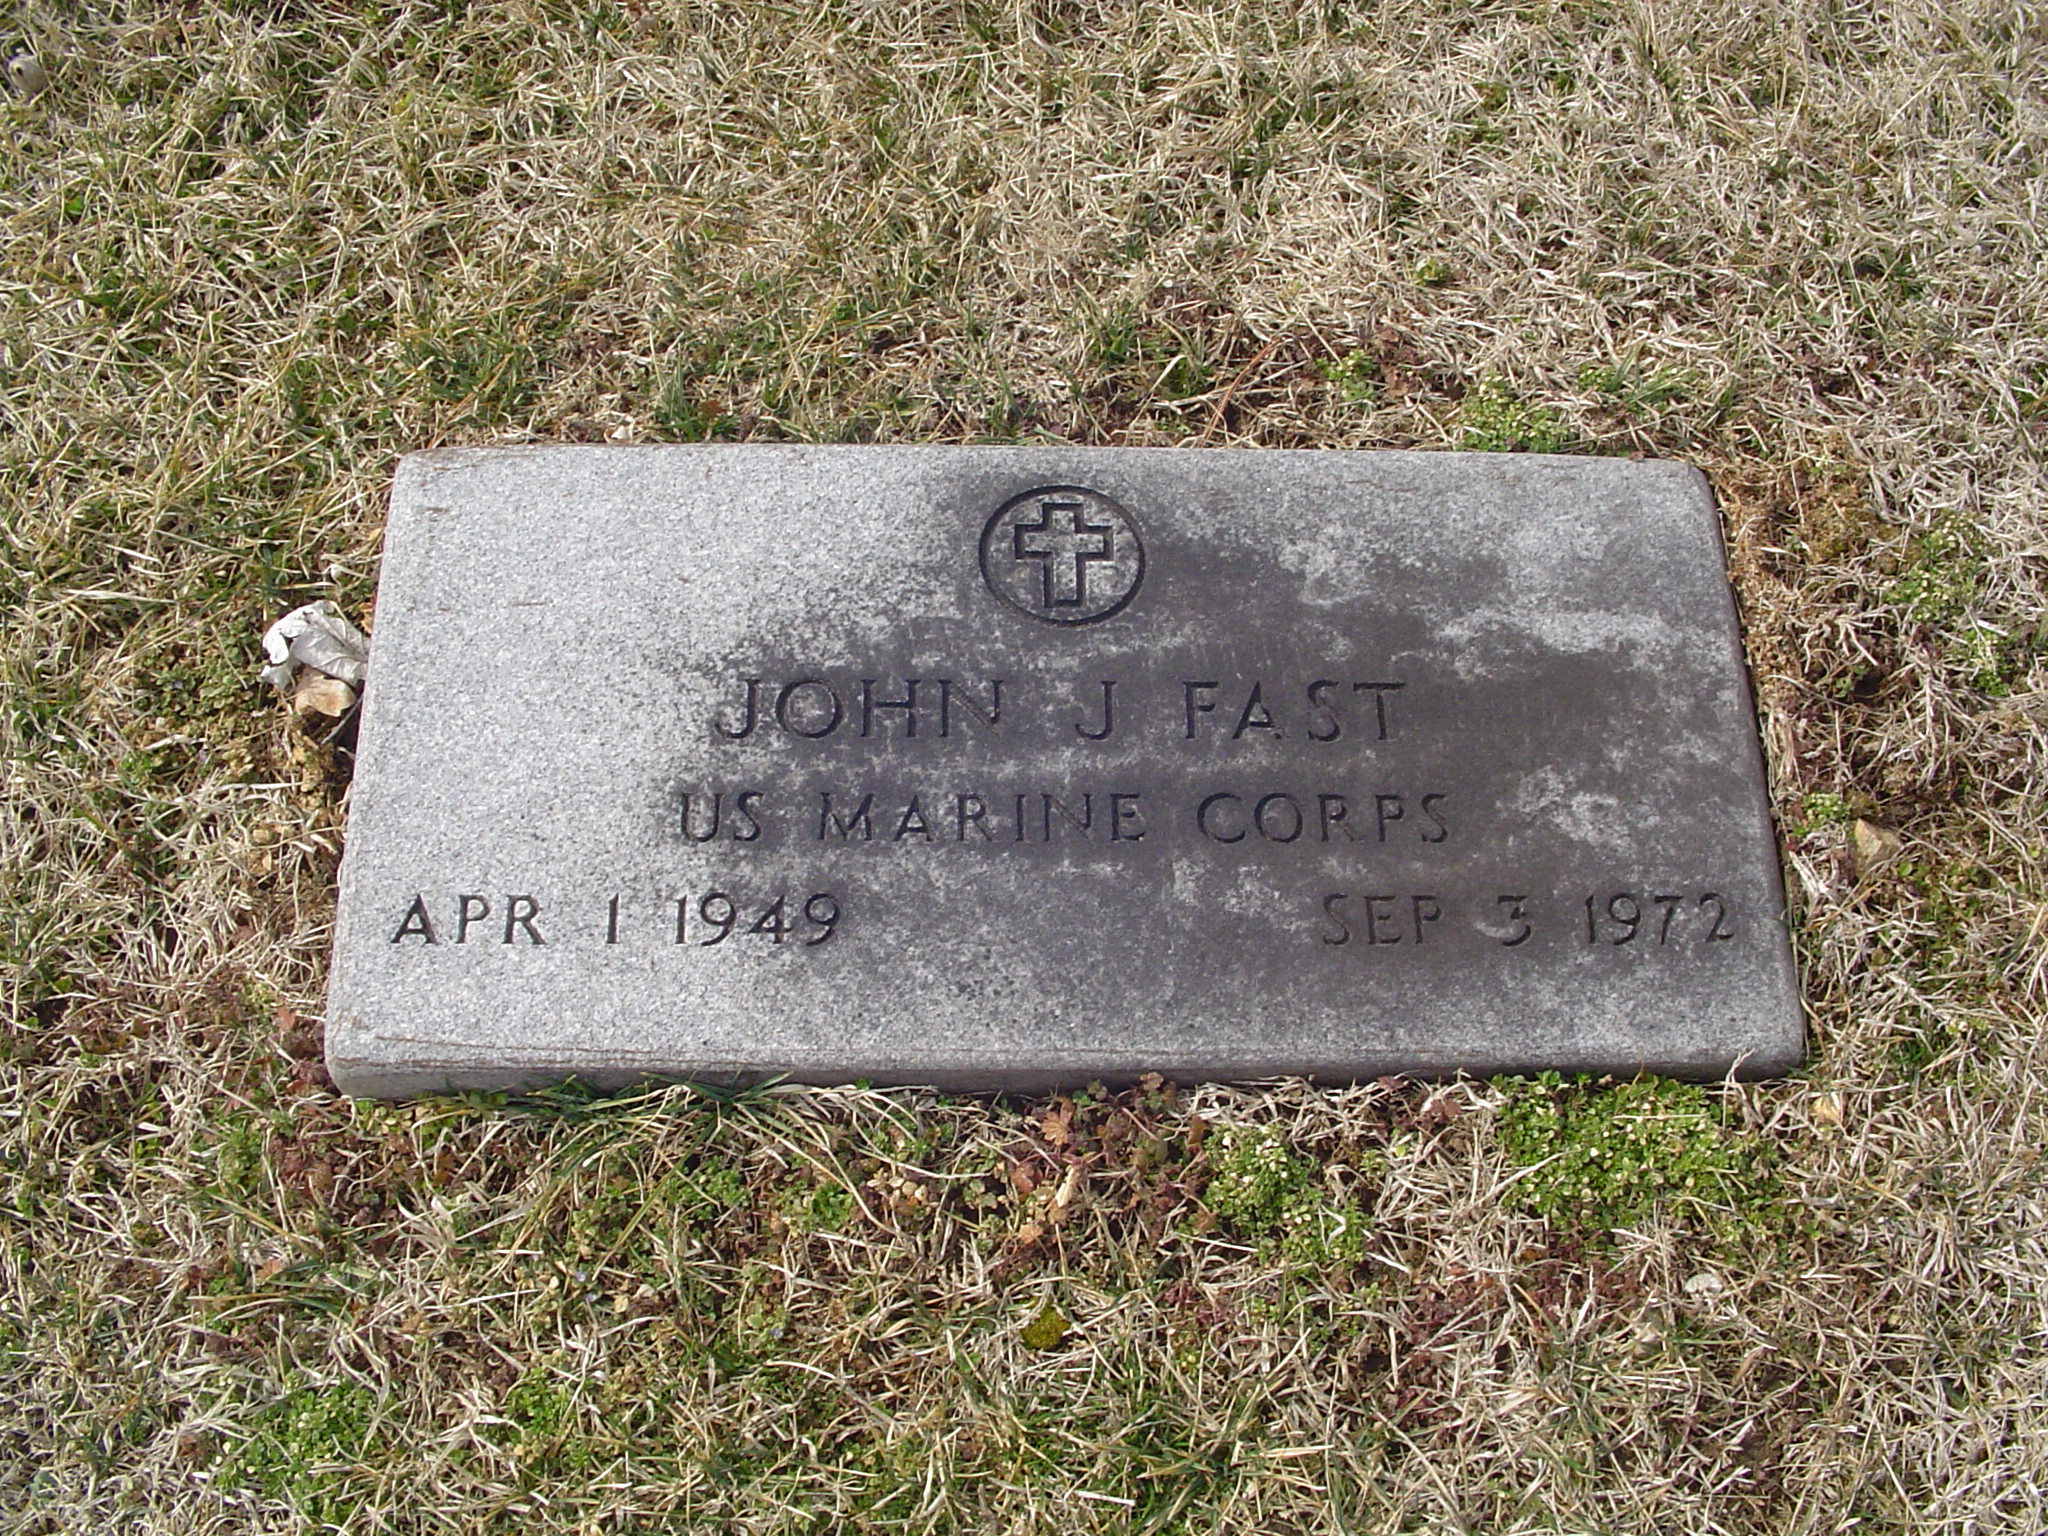 JOHN J FAST
US MARINE CORPS
APR 1 1949 SEP 3 1972